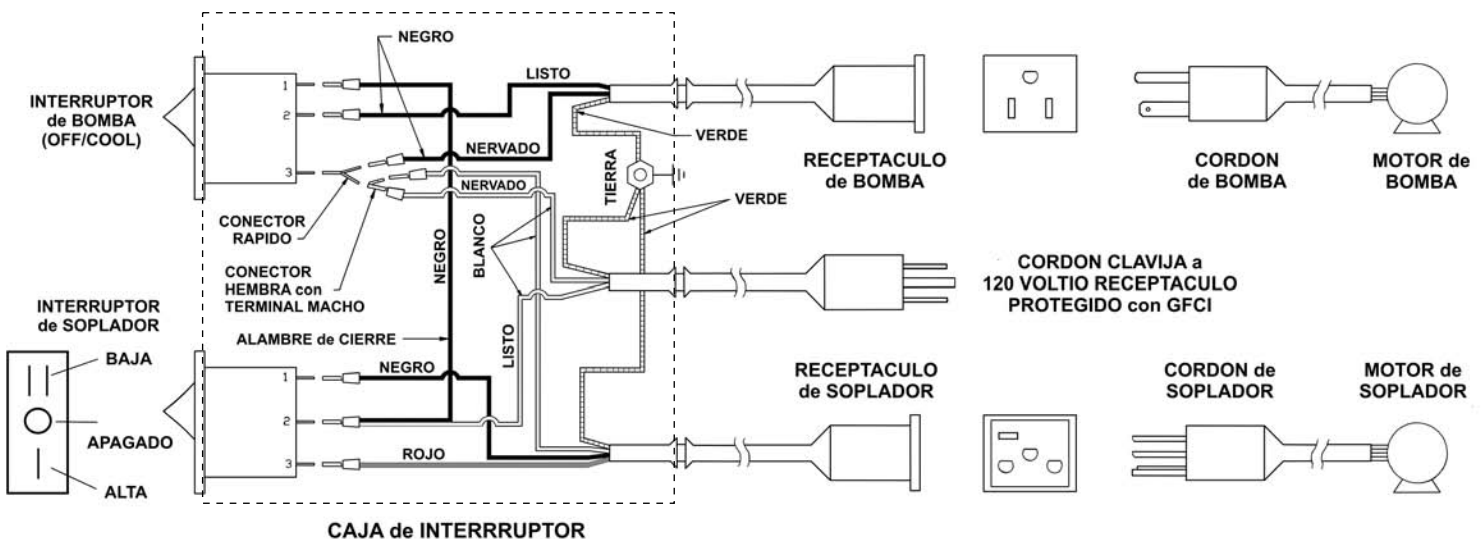 NEGRO
LISTO
INTERRUPTOR
de BOMBA
(OFF/COOL)
1
2
3
NERVADO
NERVADO
VERDE
TIERRA
RECEPTACULO
de BOMBA
CORDON
de BOMBA
MOTOR de
BOMBA
CONECTOR
RAPIDO
CONECTOR
HEMBRA con
TERMINAL MACHO
NEGRO
BLANCO
VERDE
CORDON CLAVIJA a
120 VOLTIO RECEPTACULO
PROTEGIDO con GFCI
INTERRUPTOR
de SOPLADOR
BAJA
APAGADO
ALTA
ALAMBRE de CIERRE
LISTO
NEGRO
1
2
3
ROJO
RECEPTACULO
de SOPLADOR
CORDON de
SOPLADOR
MOTOR de
SOPLADOR
CAJA de INTERRRUPTOR